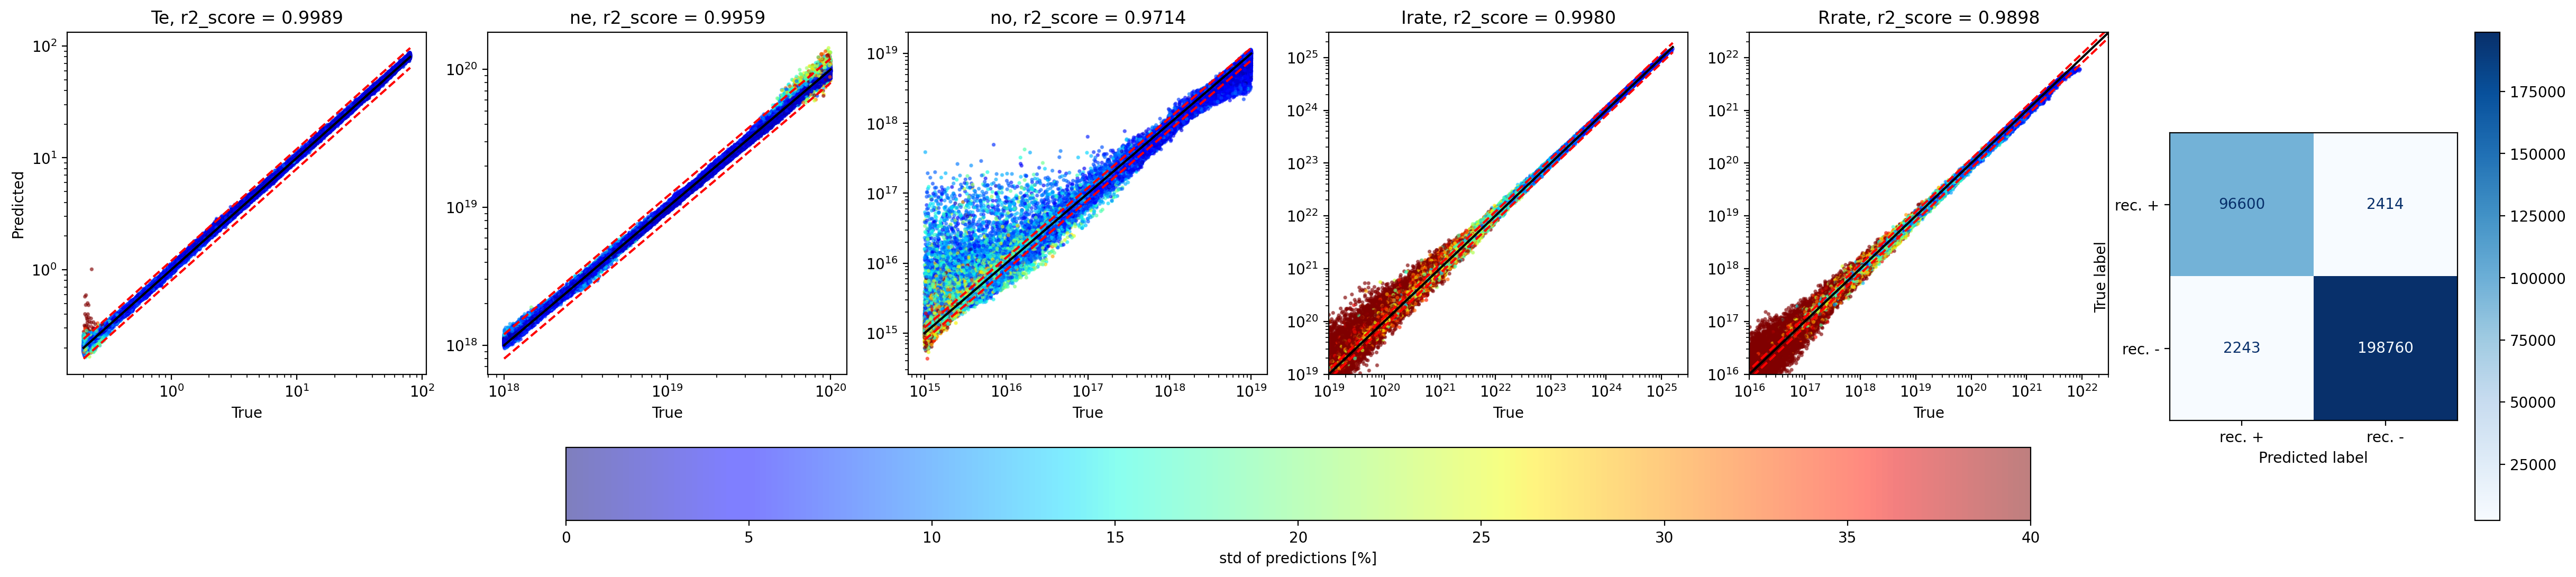 Te, r2_score = 0.9989
ne, r2_score = 0.9959
no, r2_score = 0.9714
Irate, r2_score = 0.9980
Rrate, r2_score = 0.9898
Predicted
10²
10¹
10⁰
10⁰ 10¹ 10²
True
10²⁰
10¹⁹
10¹⁸
10¹⁸ 10¹⁹ 10²⁰
True
10¹⁹
10¹⁸
10¹⁷
10¹⁶
10¹⁵
10¹⁵ 10¹⁶ 10¹⁷ 10¹⁸ 10¹⁹
True
10²⁵
10²⁴
10²³
10²²
10²¹
10²⁰
10¹⁹
10¹⁹ 10²⁰ 10²¹ 10²² 10²³ 10²⁴ 10²⁵
True
10²²
10²¹
10²⁰
10¹⁹
10¹⁸
10¹⁷
10¹⁶
10¹⁶ 10¹⁷ 10¹⁸ 10¹⁹ 10²⁰ 10²¹ 10²²
True
True label
rec. +
rec. -
96600 2414
2243 198760
rec. + rec. -
Predicted label
175000
150000
125000
100000
75000
50000
25000
0 5 10 15 20 25 30 35 40
std of predictions [%]